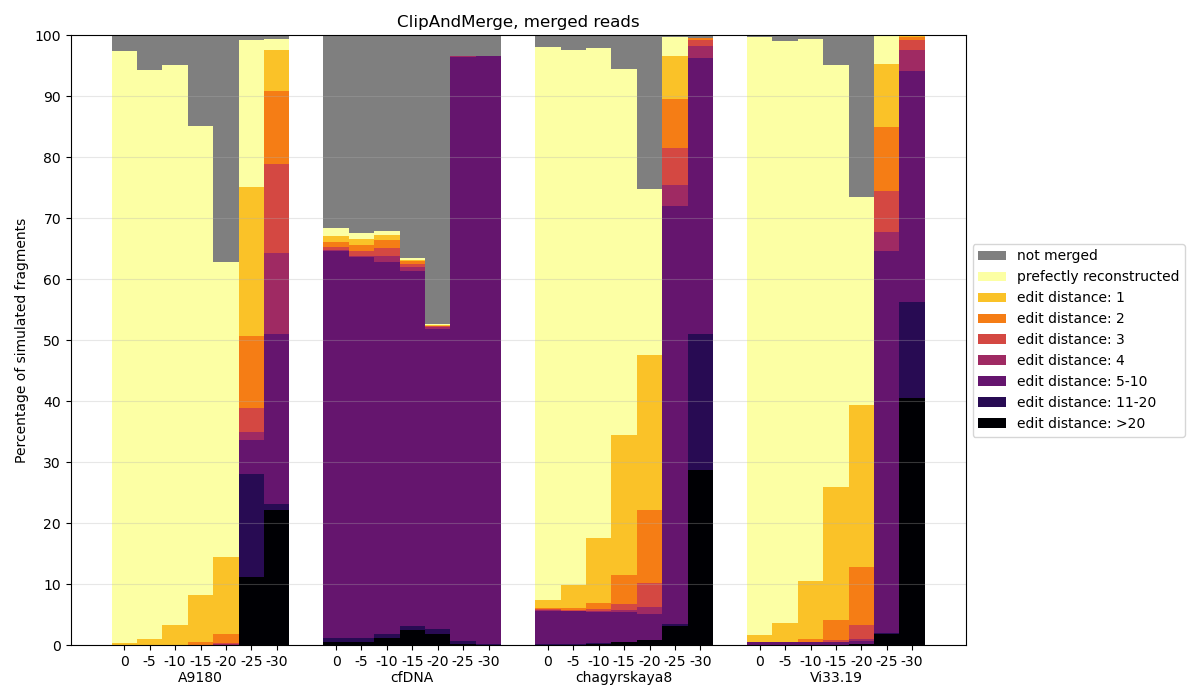 ClipAndMerge, merged reads
Percentage of simulated fragments
100
90
80
70
60
50
40
30
20
10
0
0 -5 -10 -15 -20 -25 -30 0 -5 -10 -15 -20 -25 -30 0 -5 -10 -15 -20 -25 -30 0 -5 -10 -15 -20 -25 -30
A9180 cfDNA chagyrskaya8 Vi33.19
not merged
prefectly reconstructed
edit distance: 1
edit distance: 2
edit distance: 3
edit distance: 4
edit distance: 5-10
edit distance: 11-20
edit distance: >20